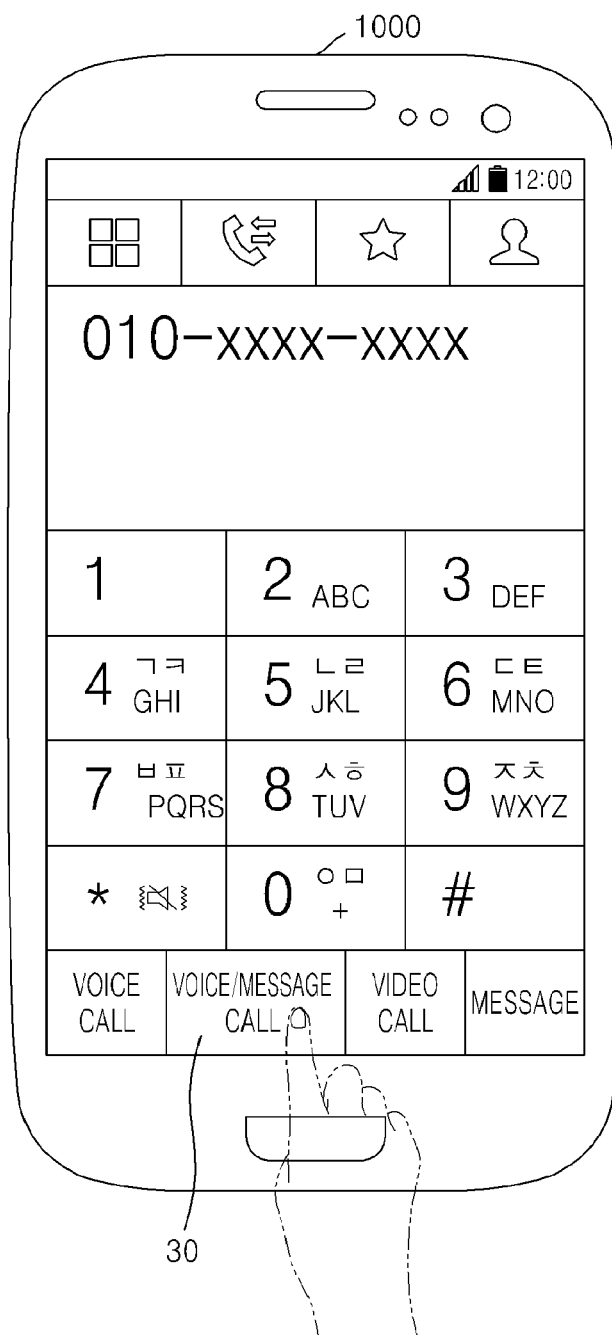 1000
12:00
010-xxxx-xxxx
1
2 ABC
3 DEF
4 ㄱㅋ GHI
5 ㄴㄹ JKL
6 ㄷㅌ MNO
7 ㅂㅍ PQRS
8 ㅅㅎ TUV
9 ㅈㅊ WXYZ
*
0 ㅇㅁ +
#
VOICE CALL
VOICE/MESSAGE CALL
VIDEO CALL
MESSAGE
30